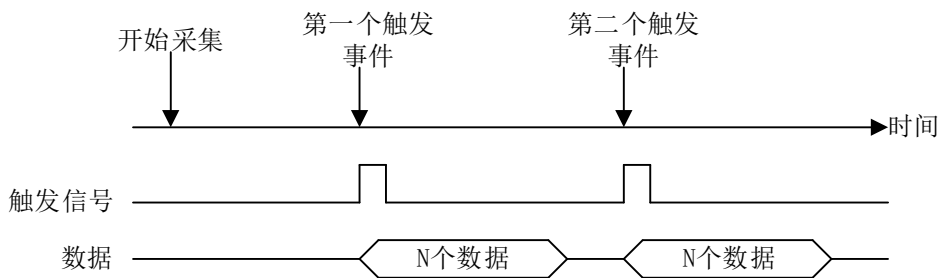 开始采集
第一个触发
事件
第二个触发
事件
时间
触发信号
数据
N个数据
N个数据